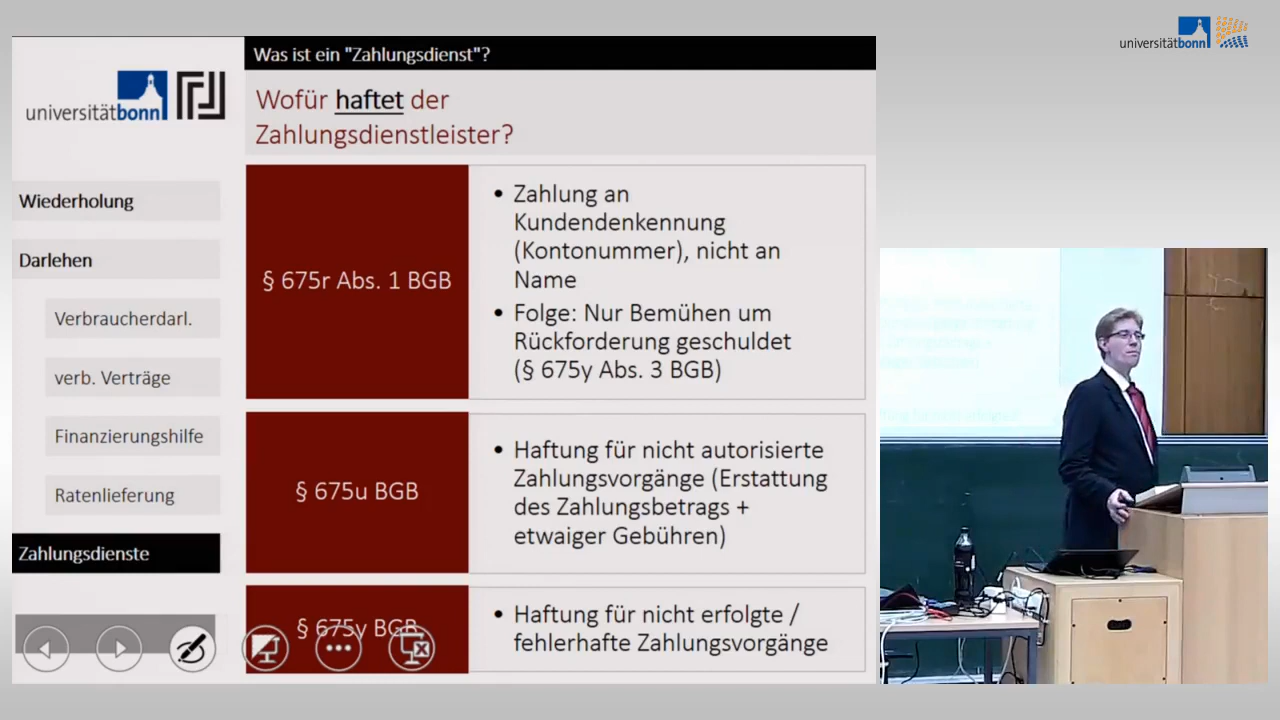 universitätbonn
Was ist ein "Zahlungsdienst"?
universitätbonn
Wofür haftet der
Zahlungsdienstleister?
Wiederholung
Darlehen
Verbraucherdarl.
verb. Verträge
Finanzierungshilfe
Ratenlieferung
Zahlungsdienste
§ 675r Abs. 1 BGB
• Zahlung an
Kundendenkennung
(Kontonummer), nicht an
Name
• Folge: Nur Bemühen um
Rückforderung geschuldet
(§ 675y Abs. 3 BGB)
§ 675u BGB
• Haftung für nicht autorisierte
Zahlungsvorgänge (Erstattung
des Zahlungsbetrags +
etwaiger Gebühren)
§ 675y BGB
• Haftung für nicht erfolgte /
fehlerhafte Zahlungsvorgänge